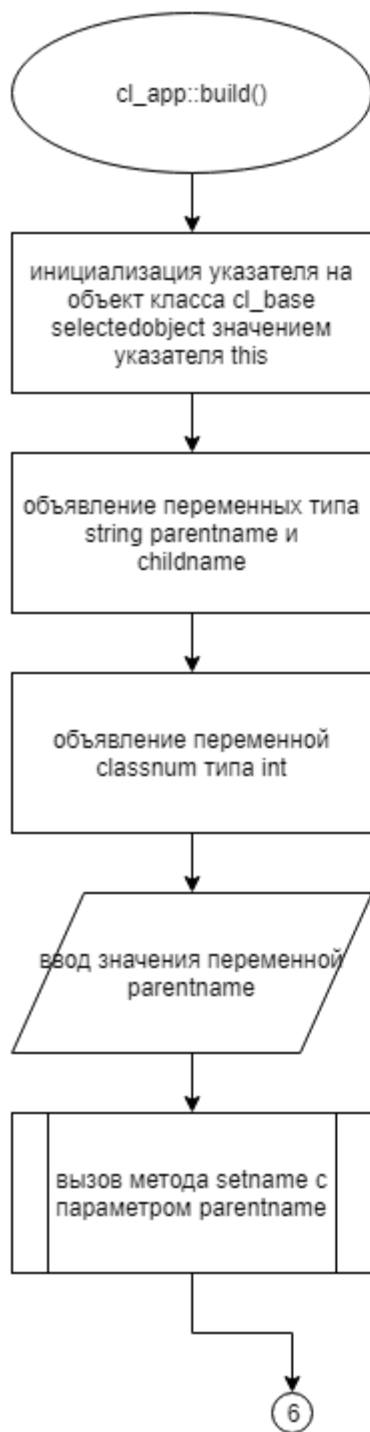 cl_app::build()
инициализация указателя на
объект класса cl_base
selectedobject значением
указателя this
объявление переменных типа
string parentname и
childname
объявление переменной
classnum типа int
ввод значения переменной
parentname
вызов метода setname с
параметром parentname
6